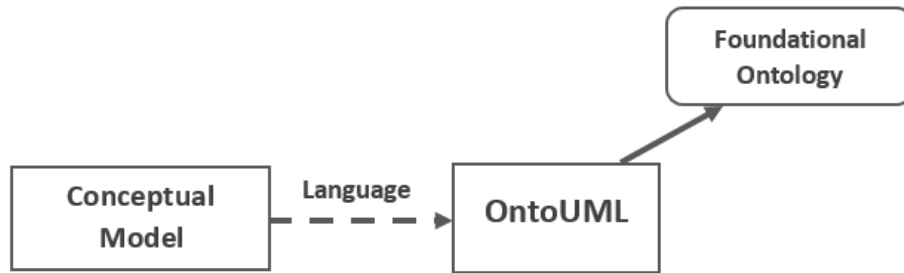 Foundational
Ontology
Conceptual
Model
Language
OntoUML